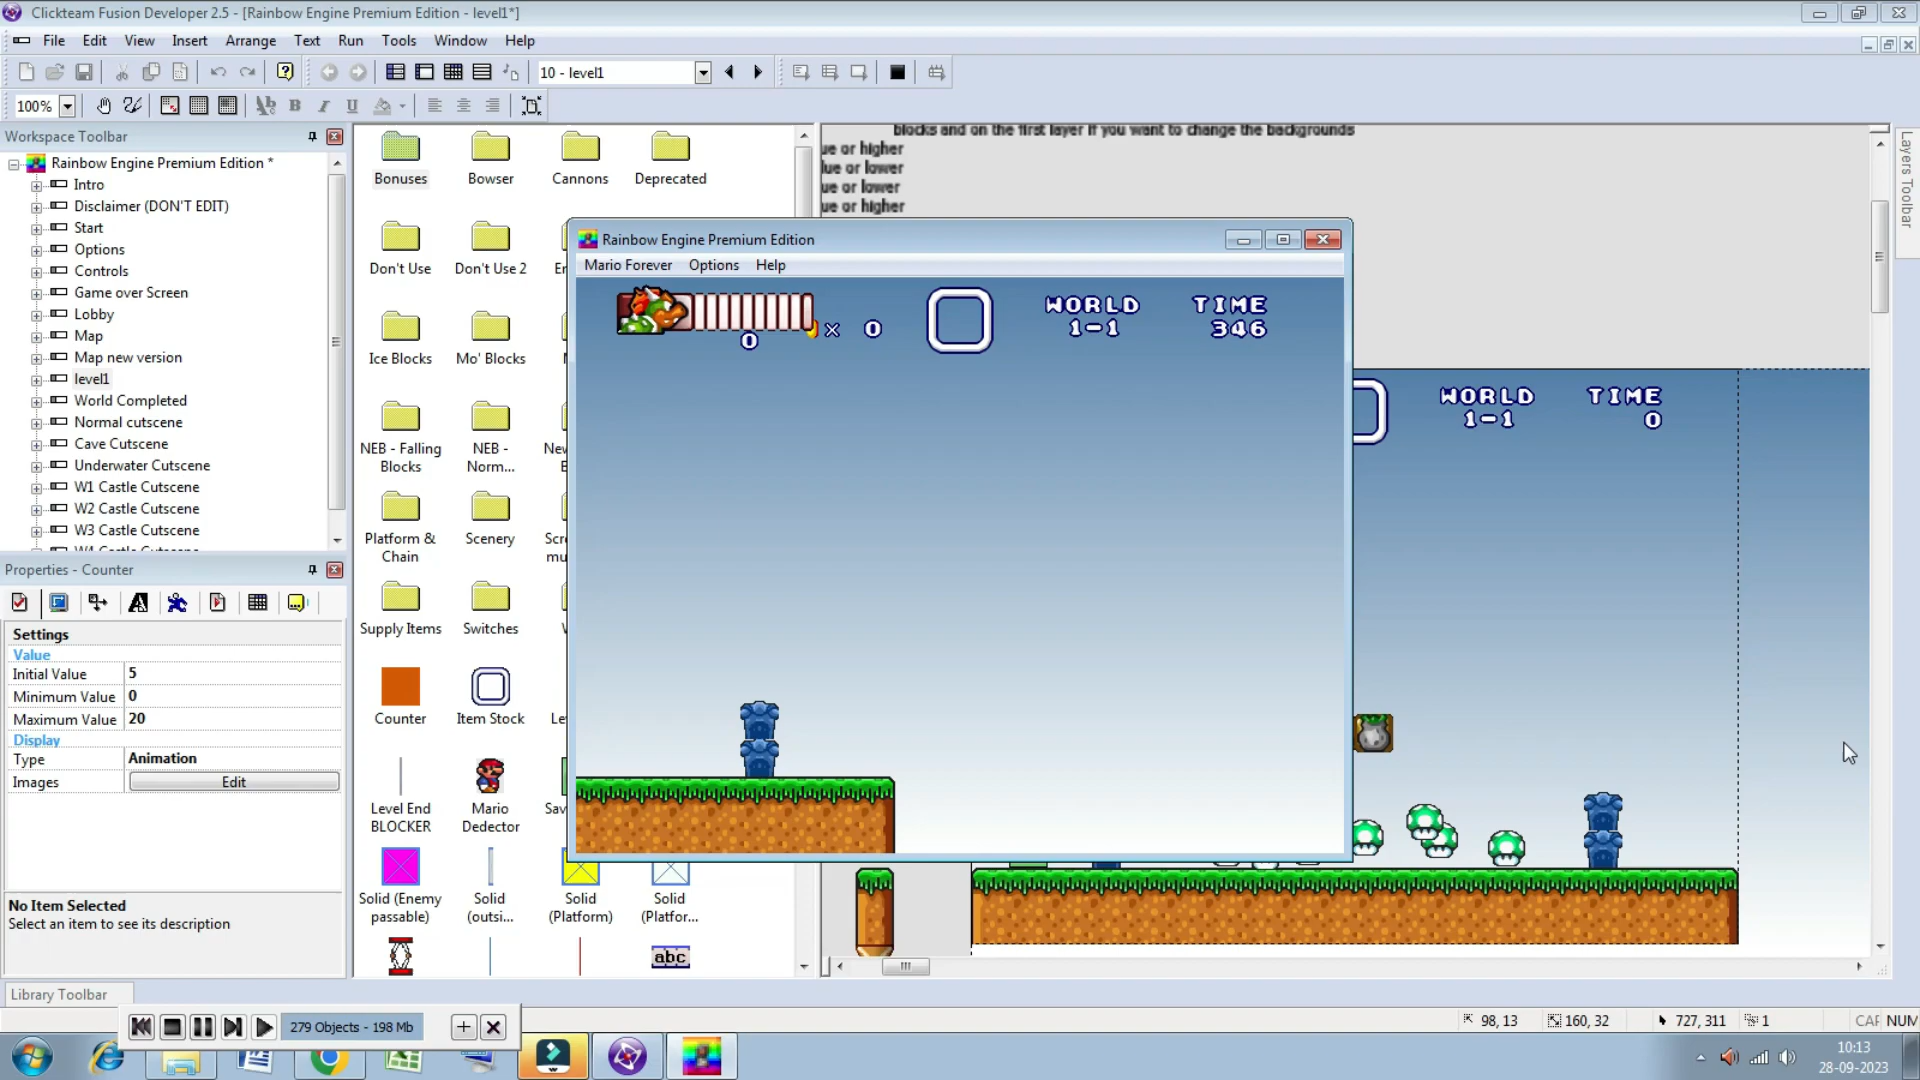 Clickteam Fusion Developer 2.5 - [Rainbow Engine Premium Edition - level1*]
File Edit View Insert Arrange Text Run Tools Window Help
10 - level1
100%
Workspace Toolbar
Rainbow Engine Premium Edition *
Intro
Disclaimer (DON'T EDIT)
Start
Options
Controls
Game over Screen
Lobby
Map
Map new version
level1
World Completed
Normal cutscene
Cave Cutscene
Underwater Cutscene
W1 Castle Cutscene
W2 Castle Cutscene
W3 Castle Cutscene
W4 Castle Cutscene
Properties - Counter
Settings
Value
Initial Value 5
Minimum Value 0
Maximum Value 20
Display
Type Animation
Images Edit
No Item Selected
Select an item to see its description
Library Toolbar
Bonuses Bowser Cannons Deprecated
Don't Use Don't Use 2
Ice Blocks Mo' Blocks
NEB - Falling Blocks
NEB - Norm...
Platform & Chain
Scenery
Supply Items Switches
Counter Item Stock
Level End BLOCKER
Mario Dedector
Solid (Enemy passable)
Solid (outsi...
Solid (Platform)
Solid (Platfor...
abc
blocks and on the first layer if you want to change the backgrounds
ue or higher
lue or lower
ue or lower
ue or higher
Layers Toolbar
Rainbow Engine Premium Edition
Mario Forever Options Help
0
× 0
WORLD
1-1
TIME
346
WORLD
1-1
TIME
0
279 Objects - 198 Mb
98, 13
160, 32
727, 311
1
CAP NUM
10:13
28-09-2023